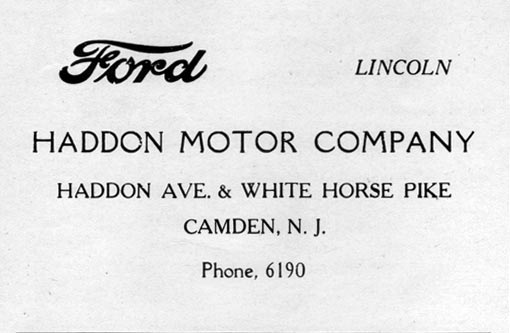 Ford LINCOLN
HADDON MOTOR COMPANY
HADDON AVE. & WHITE HORSE PIKE
CAMDEN, N. J.
Phone, 6190